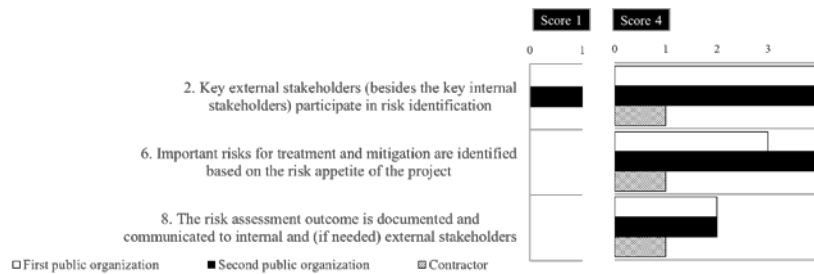 Score 1 Score 4
0 1 0 1 2 3
2. Key external stakeholders (besides the key internal
stakeholders) participate in risk identification
6. Important risks for treatment and mitigation are identified
based on the risk appetite of the project
8. The risk assessment outcome is documented and
communicated to internal and (if needed) external stakeholders
First public organization Second public organization Contractor